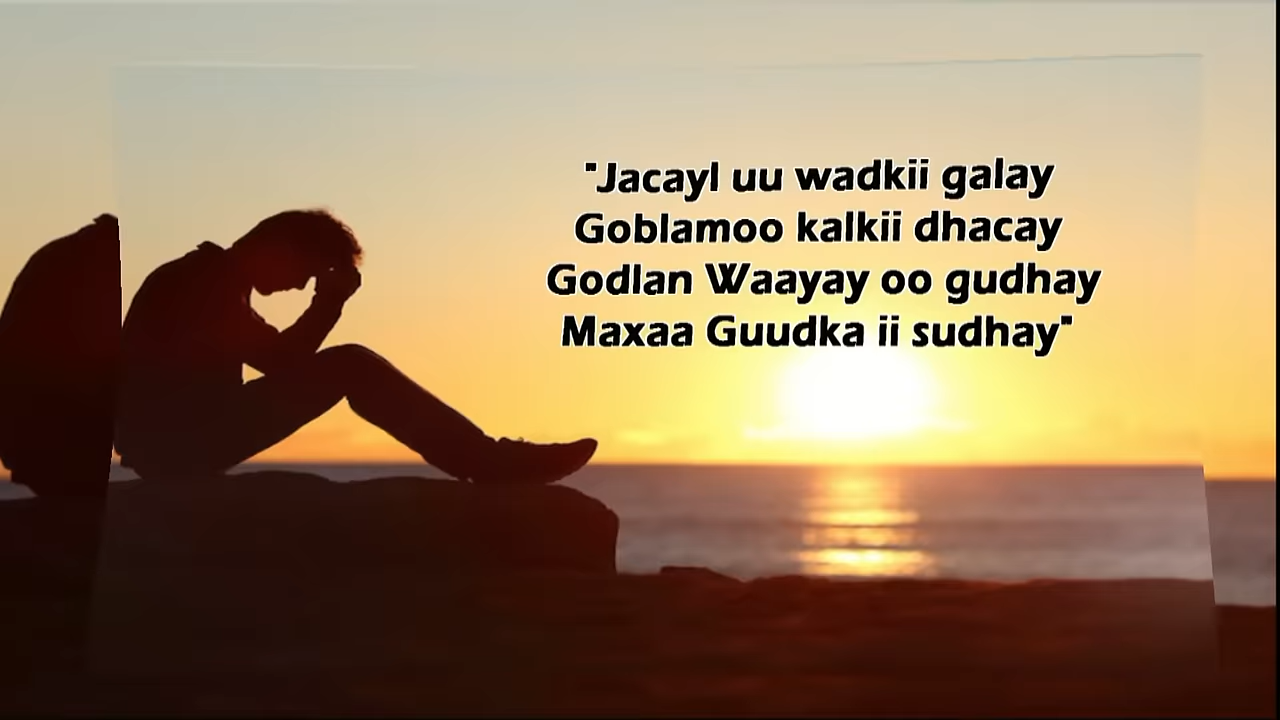 "Jacayl uu wadkii galay
Goblamoo kalkii dhacay
Godlan Waayay oo gudhay
Maxaa Guudka ii sudhay"